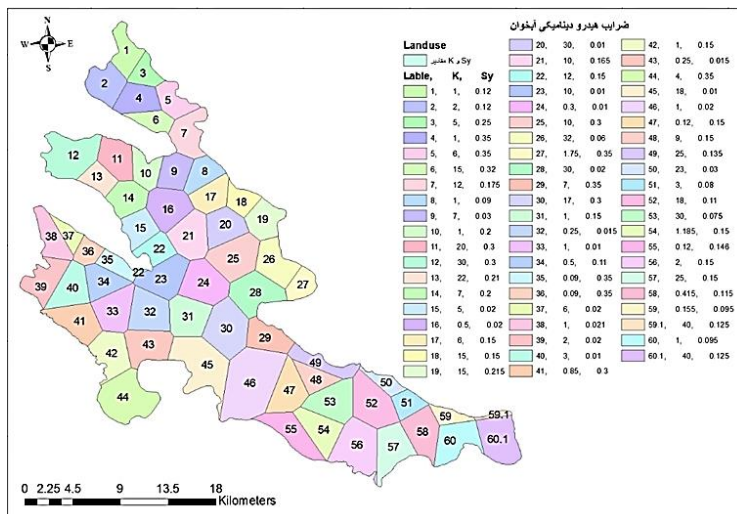 N
W E
S
ضرایب هیدرو دینامیکی آبخوان
Landuse
مقادیر K و Sy
Lable, K, Sy
1, 1, 0.12
2, 2, 0.12
3, 5, 0.25
4, 1, 0.35
5, 6, 0.35
6, 15, 0.32
7, 12, 0.175
8, 1, 0.09
9, 7, 0.03
10, 1, 0.2
11, 20, 0.3
12, 30, 0.3
13, 22, 0.21
14, 7, 0.2
15, 5, 0.02
16, 0.5, 0.02
17, 6, 0.15
18, 15, 0.15
19, 15, 0.215
20, 30, 0.01
21, 10, 0.165
22, 12, 0.15
23, 10, 0.01
24, 0.3, 0.01
25, 10, 0.3
26, 32, 0.06
27, 1.75, 0.35
28, 30, 0.02
29, 7, 0.35
30, 17, 0.3
31, 1, 0.15
32, 0.25, 0.015
33, 1, 0.01
34, 0.5, 0.11
35, 0.09, 0.35
36, 0.09, 0.35
37, 6, 0.02
38, 1, 0.021
39, 2, 0.02
40, 3, 0.01
41, 0.85, 0.3
42, 1, 0.15
43, 0.25, 0.015
44, 4, 0.35
45, 18, 0.01
46, 1, 0.02
47, 0.12, 0.15
48, 9, 0.15
49, 25, 0.135
50, 23, 0.03
51, 3, 0.08
52, 18, 0.11
53, 30, 0.075
54, 1.185, 0.15
55, 0.12, 0.146
56, 2, 0.15
57, 25, 0.15
58, 0.415, 0.115
59, 0.155, 0.095
59.1, 40, 0.125
60, 1, 0.095
60.1, 40, 0.125
1
2
3
4
5
6
7
12
11
10
9
8
13
14
16
17
18
19
15
20
21
22
38
37
36
35
22
25
26
39
40
34
23
24
27
28
41
33
32
31
30
29
42
43
45
44
46
47
49
48
50
51
53
52
55
54
56
57
58
59
59.1
60
60.1
0 2.25 4.5 9 13.5 18
Kilometers